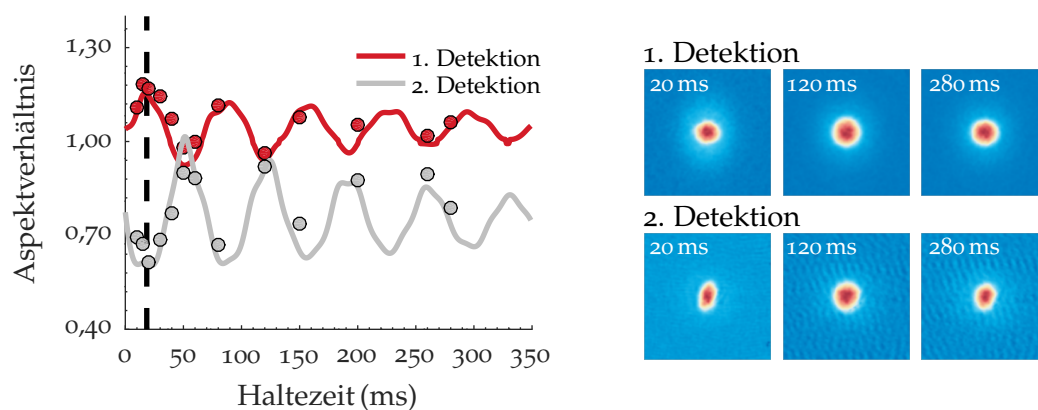 1,30
1,00
0,70
0,40
Aspektverhältnis
1. Detektion
2. Detektion
0 50 100 150 200 250 300 350
Haltezeit (ms)
1. Detektion
20 ms 120 ms 280 ms
2. Detektion
20 ms 120 ms 280 ms